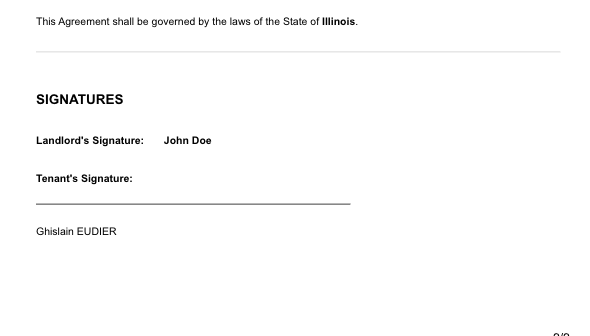 This Agreement shall be governed by the laws of the State of Illinois.
SIGNATURES
Landlord's Signature: John Doe
Tenant's Signature:
Ghislain EUDIER